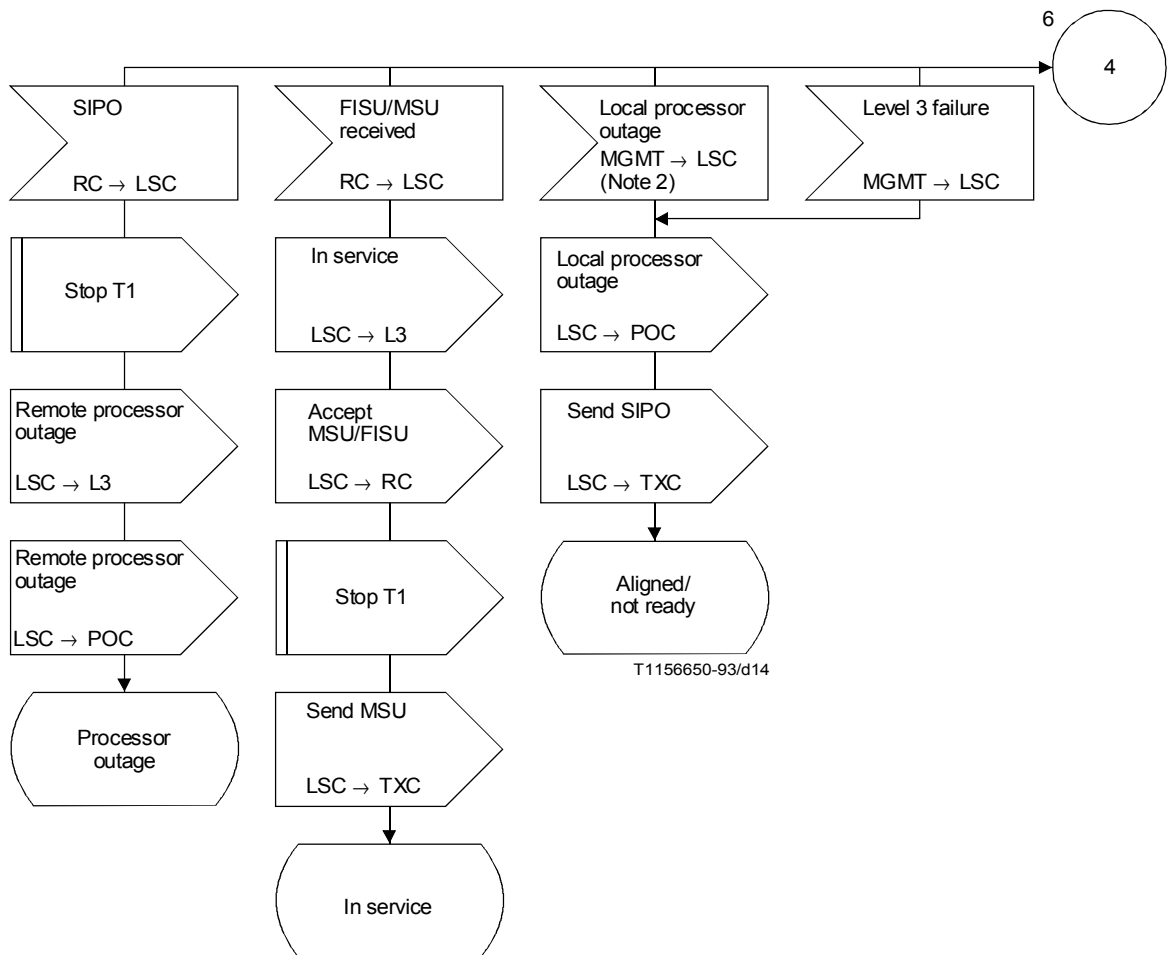 6
4
SIPO
RC → LSC
FISU/MSU
received
RC → LSC
Local processor
outage
MGMT → LSC
(Note 2)
Level 3 failure
MGMT → LSC
Stop T1
In service
LSC → L3
Local processor
outage
LSC → POC
Remote processor
outage
LSC → L3
Accept
MSU/FISU
LSC → RC
Send SIPO
LSC → TXC
Remote processor
outage
LSC → POC
Stop T1
Aligned/
not ready
T1156650-93/d14
Processor
outage
Send MSU
LSC → TXC
In service